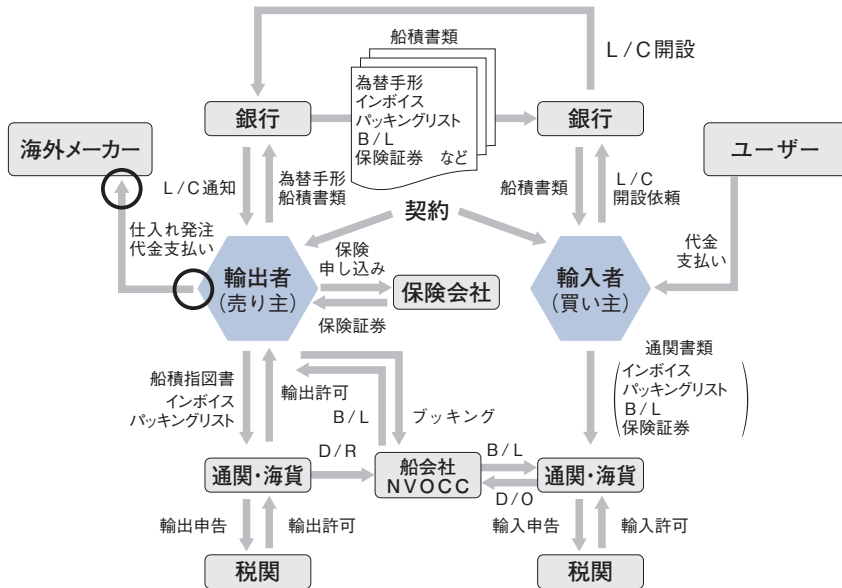 船積書類
L/C開設
為替手形
インボイス
パッキングリスト
B/L
保険証券 など
銀行
銀行
海外メーカー
ユーザー
L/C通知
為替手形
船積書類
船積書類
L/C
開設依頼
契約
仕入れ発注
代金支払い
代金
支払い
輸出者
(売り主)
保険
申し込み
保険会社
保険証券
輸入者
(買い主)
船積指図書
インボイス
パッキングリスト
輸出許可
B/L
ブッキング
通関書類
インボイス
パッキングリスト
B/L
保険証券
通関・海貨
D/R
船会社
NVOCC
B/L
D/O
通関・海貨
輸出申告
輸出許可
輸入申告
輸入許可
税関
税関